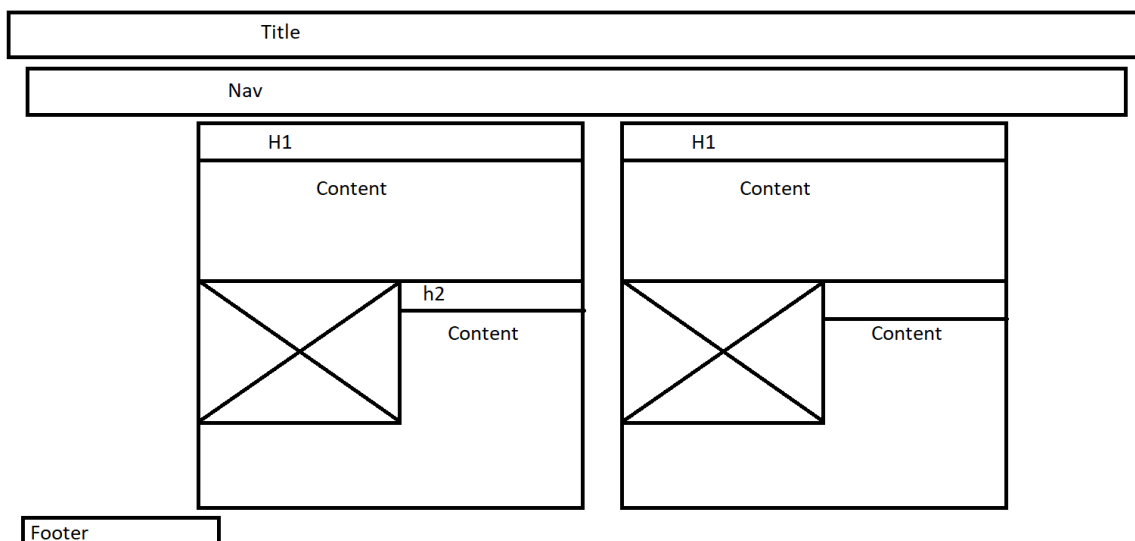 Title
Nav
H1
Content
h2
Content
H1
Content
Content
Footer